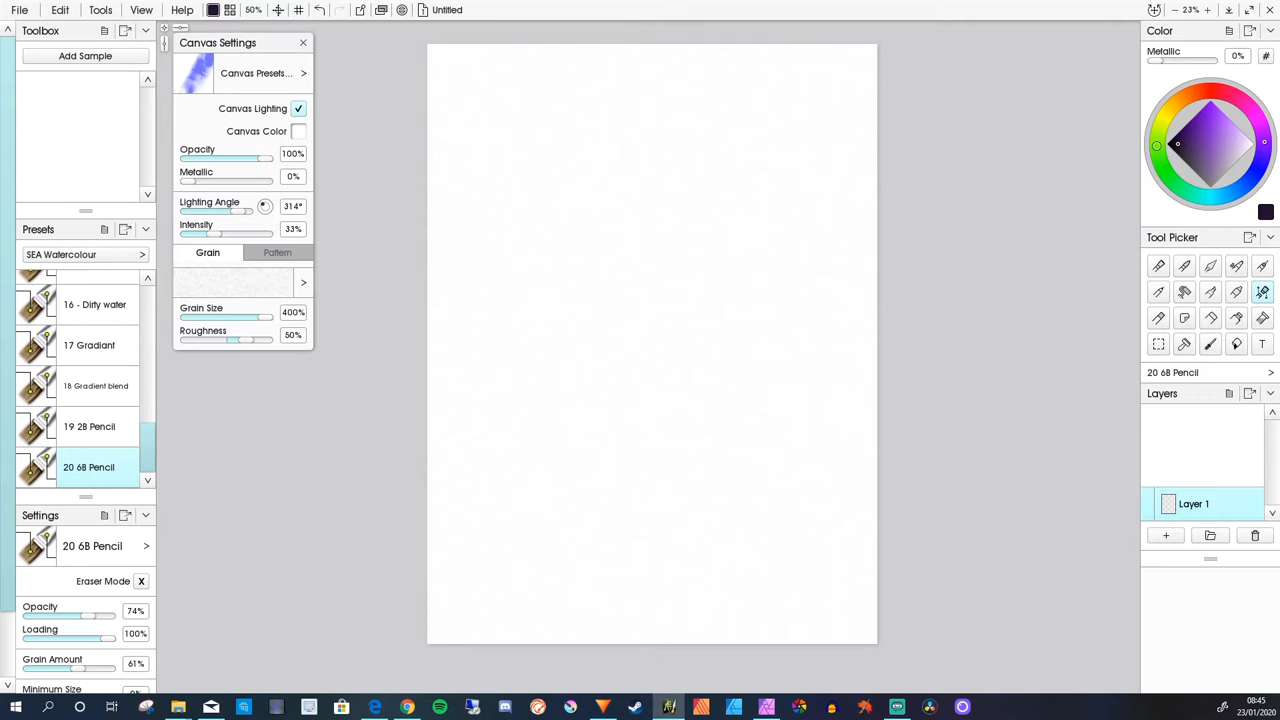 File Edit Tools View Help 50% Untitled 23%
Toolbox
Add Sample
Presets
SEA Watercolour >
16 - Dirty water
17 Gradiant
18 Gradient blend
19 2B Pencil
20 6B Pencil
Settings
20 6B Pencil >
Eraser Mode X
Opacity
74%
Loading
100%
Grain Amount
61%
Minimum Size
Canvas Settings
Canvas Presets... >
Canvas Lighting
Canvas Color
Opacity
100%
Metallic
0%
Lighting Angle
314°
Intensity
33%
Grain Pattern
Grain Size
400%
Roughness
50%
Color
Metallic
0% #
Tool Picker
T
20 6B Pencil >
Layers
Layer 1
08:45
23/01/2020